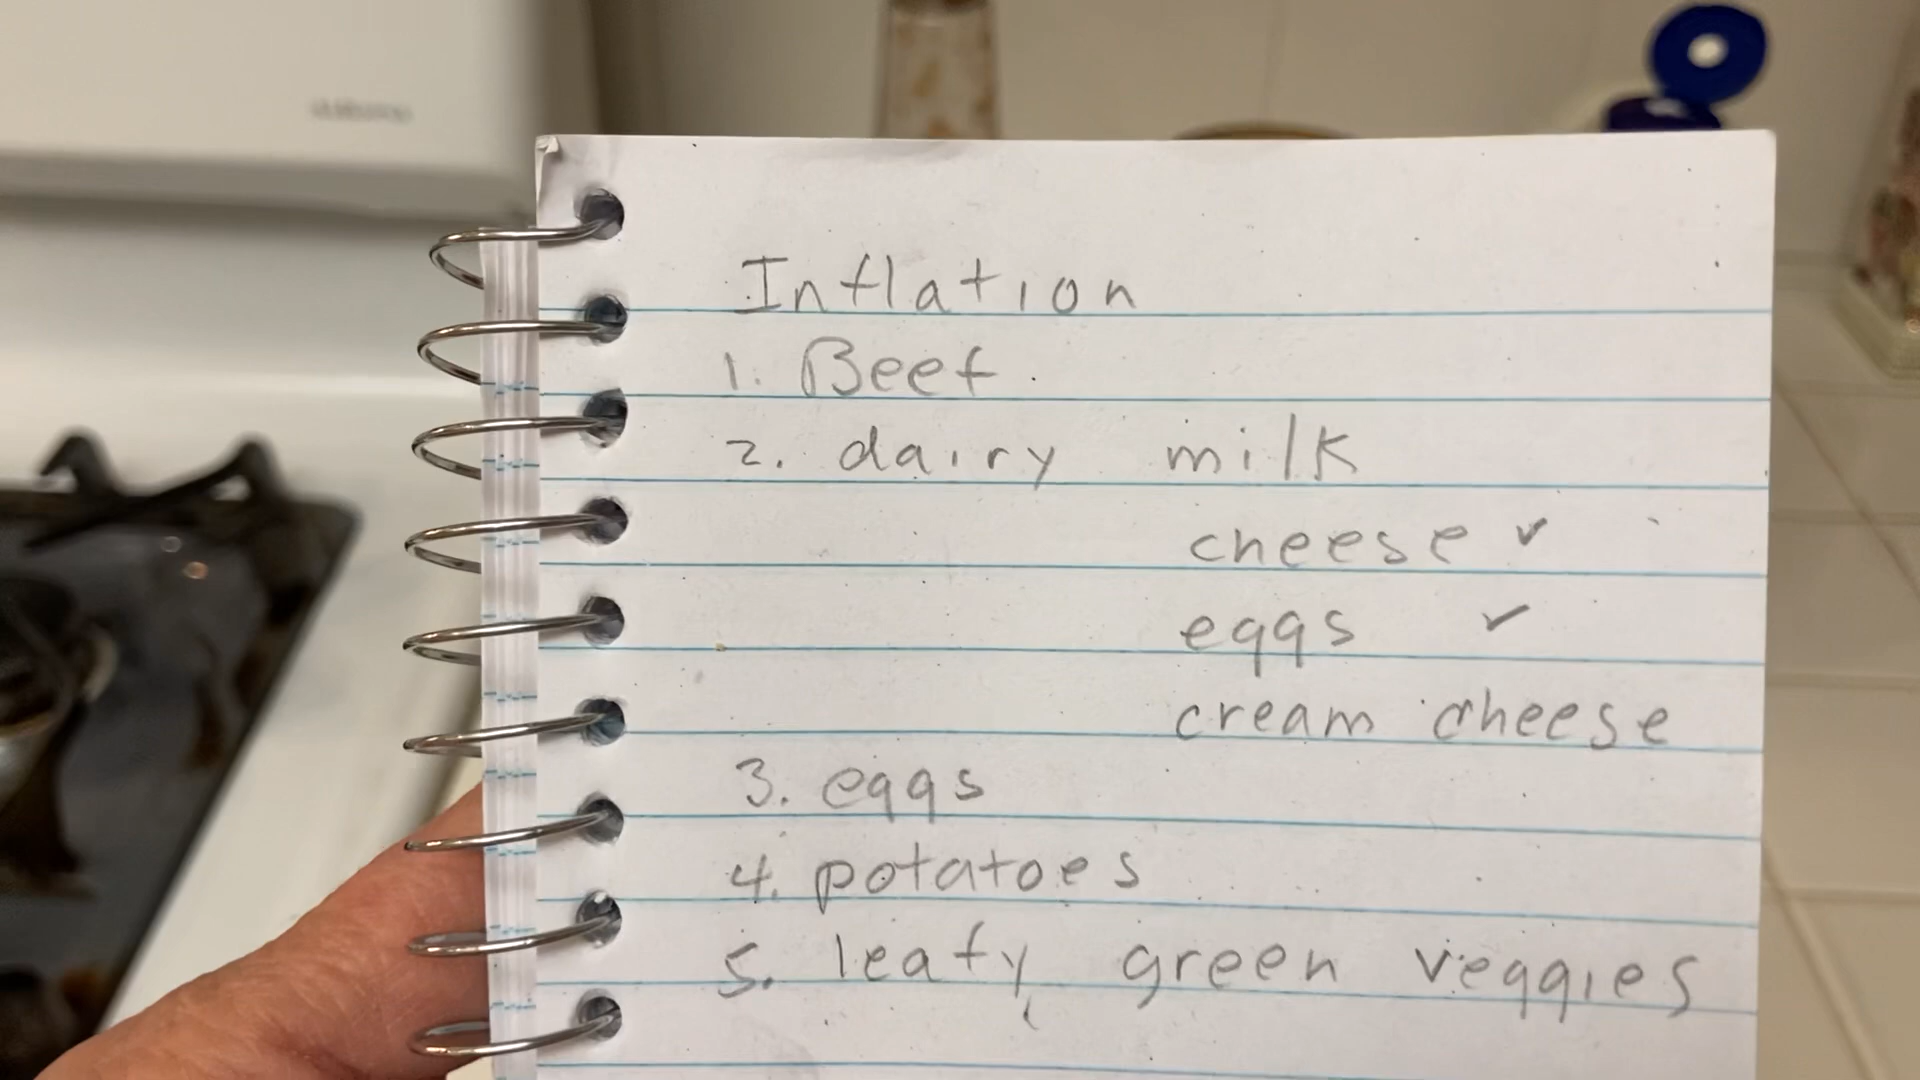 Inflation
1. Beef
2. dairy milk
cheese ✓
eggs ✓
cream cheese
3. eggs
4. potatoes
5. leafy green veggies